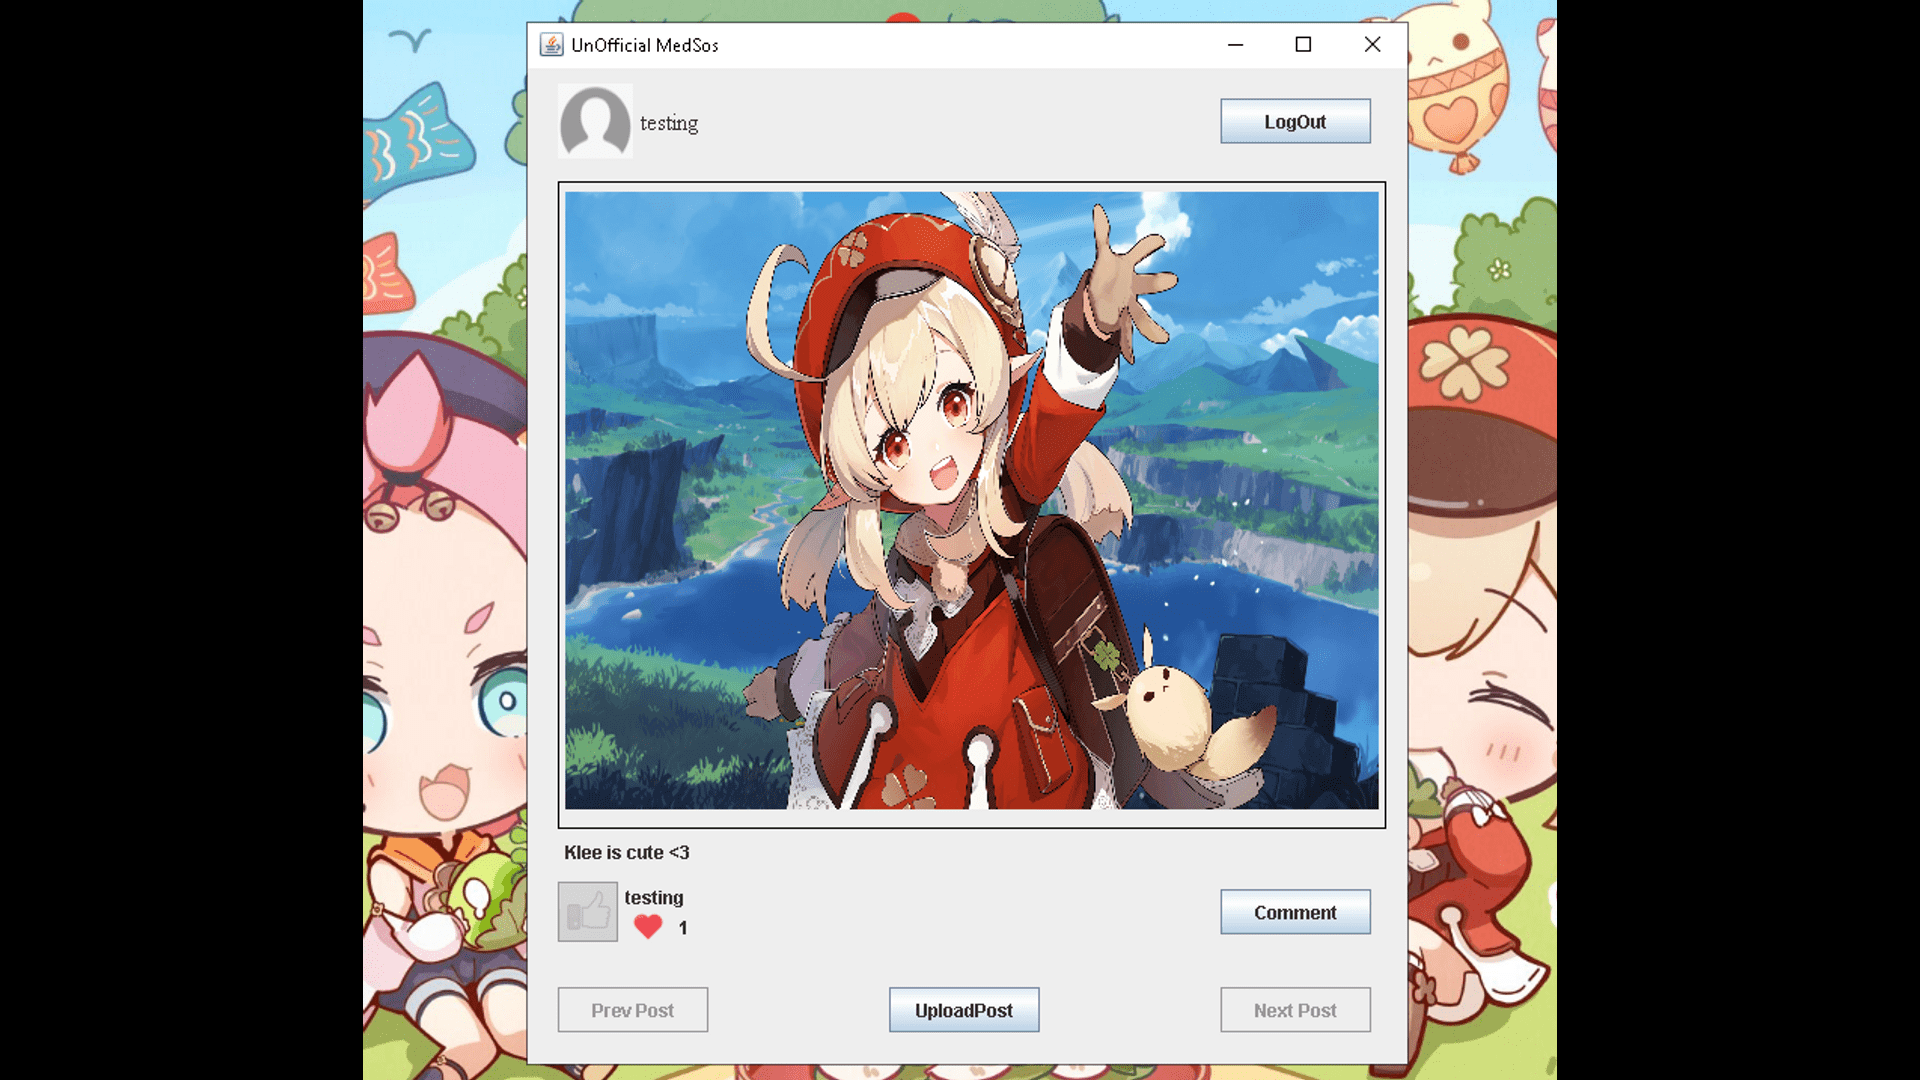 UnOfficial MedSos
testing
LogOut
Klee is cute <3
testing
1
Comment
Prev Post
UploadPost
Next Post